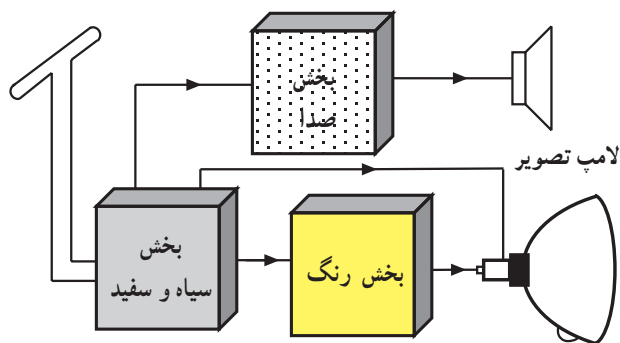 بخش
صدا
لامپ تصویر
بخش
سیاه و سفید
بخش رنگ